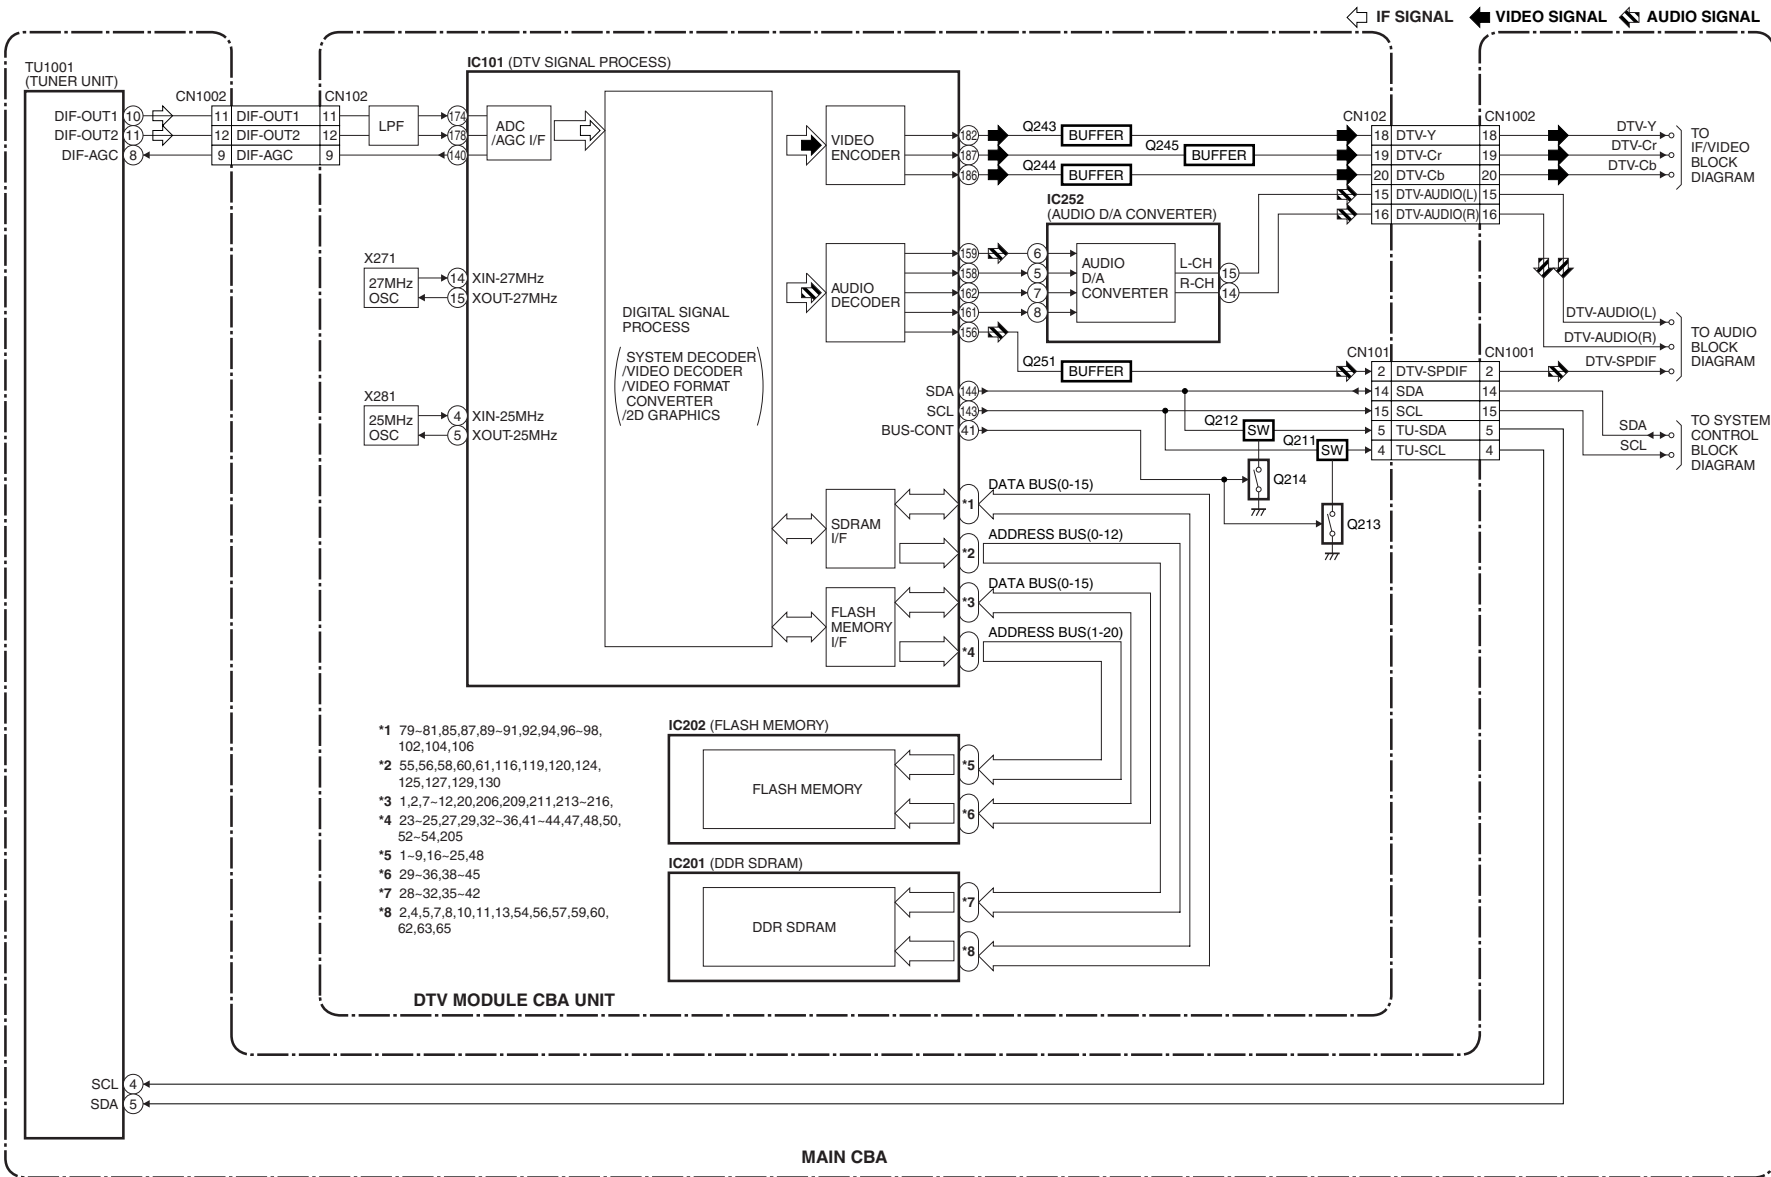 IF SIGNAL
VIDEO SIGNAL
AUDIO SIGNAL
TU1001
(TUNER UNIT)
DIF-OUT1 10
DIF-OUT2 11
DIF-AGC 8
CN1002
CN102
11 DIF-OUT1 11
12 DIF-OUT2 12
9 DIF-AGC 9
LPF
IC101 (DTV SIGNAL PROCESS)
174
178
140
ADC
/AGC I/F
X271
27MHz
OSC
14 XIN-27MHz
15 XOUT-27MHz
X281
25MHz
OSC
4 XIN-25MHz
5 XOUT-25MHz
DIGITAL SIGNAL
PROCESS
SYSTEM DECODER
/VIDEO DECODER
/VIDEO FORMAT
CONVERTER
/2D GRAPHICS
VIDEO
ENCODER
182
187
186
Q243
BUFFER
Q245
BUFFER
Q244
BUFFER
AUDIO
DECODER
159
158
162
161
156
IC252
(AUDIO D/A CONVERTER)
6
5
7
8
AUDIO
D/A
CONVERTER
L-CH
R-CH
15
14
Q251
BUFFER
SDA 144
SCL 143
BUS-CONT 41
Q212
SW
Q211
SW
Q214
Q213
CN102
CN1002
18 DTV-Y 18
19 DTV-Cr 19
20 DTV-Cb 20
15 DTV-AUDIO(L) 15
16 DTV-AUDIO(R) 16
CN101
CN1001
2 DTV-SPDIF 2
14 SDA 14
15 SCL 15
5 TU-SDA 5
4 TU-SCL 4
DTV-Y
DTV-Cr
DTV-Cb
TO
IF/VIDEO
BLOCK
DIAGRAM
DTV-AUDIO(L)
DTV-AUDIO(R)
DTV-SPDIF
TO AUDIO
BLOCK
DIAGRAM
SDA
SCL
TO SYSTEM
CONTROL
BLOCK
DIAGRAM
SDRAM
I/F
FLASH
MEMORY
I/F
*1
DATA BUS(0-15)
*2
ADDRESS BUS(0-12)
*3
DATA BUS(0-15)
*4
ADDRESS BUS(1-20)
*1 79~81,85,87,89~91,92,94,96~98,
102,104,106
*2 55,56,58,60,61,116,119,120,124,
125,127,129,130
*3 1,2,7~12,20,206,209,211,213~216,
*4 23~25,27,29,32~36,41~44,47,48,50,
52~54,205
*5 1~9,16~25,48
*6 29~36,38~45
*7 28~32,35~42
*8 2,4,5,7,8,10,11,13,54,56,57,59,60,
62,63,65
IC202 (FLASH MEMORY)
FLASH MEMORY
*5
*6
IC201 (DDR SDRAM)
DDR SDRAM
*7
*8
DTV MODULE CBA UNIT
SCL 4
SDA 5
MAIN CBA